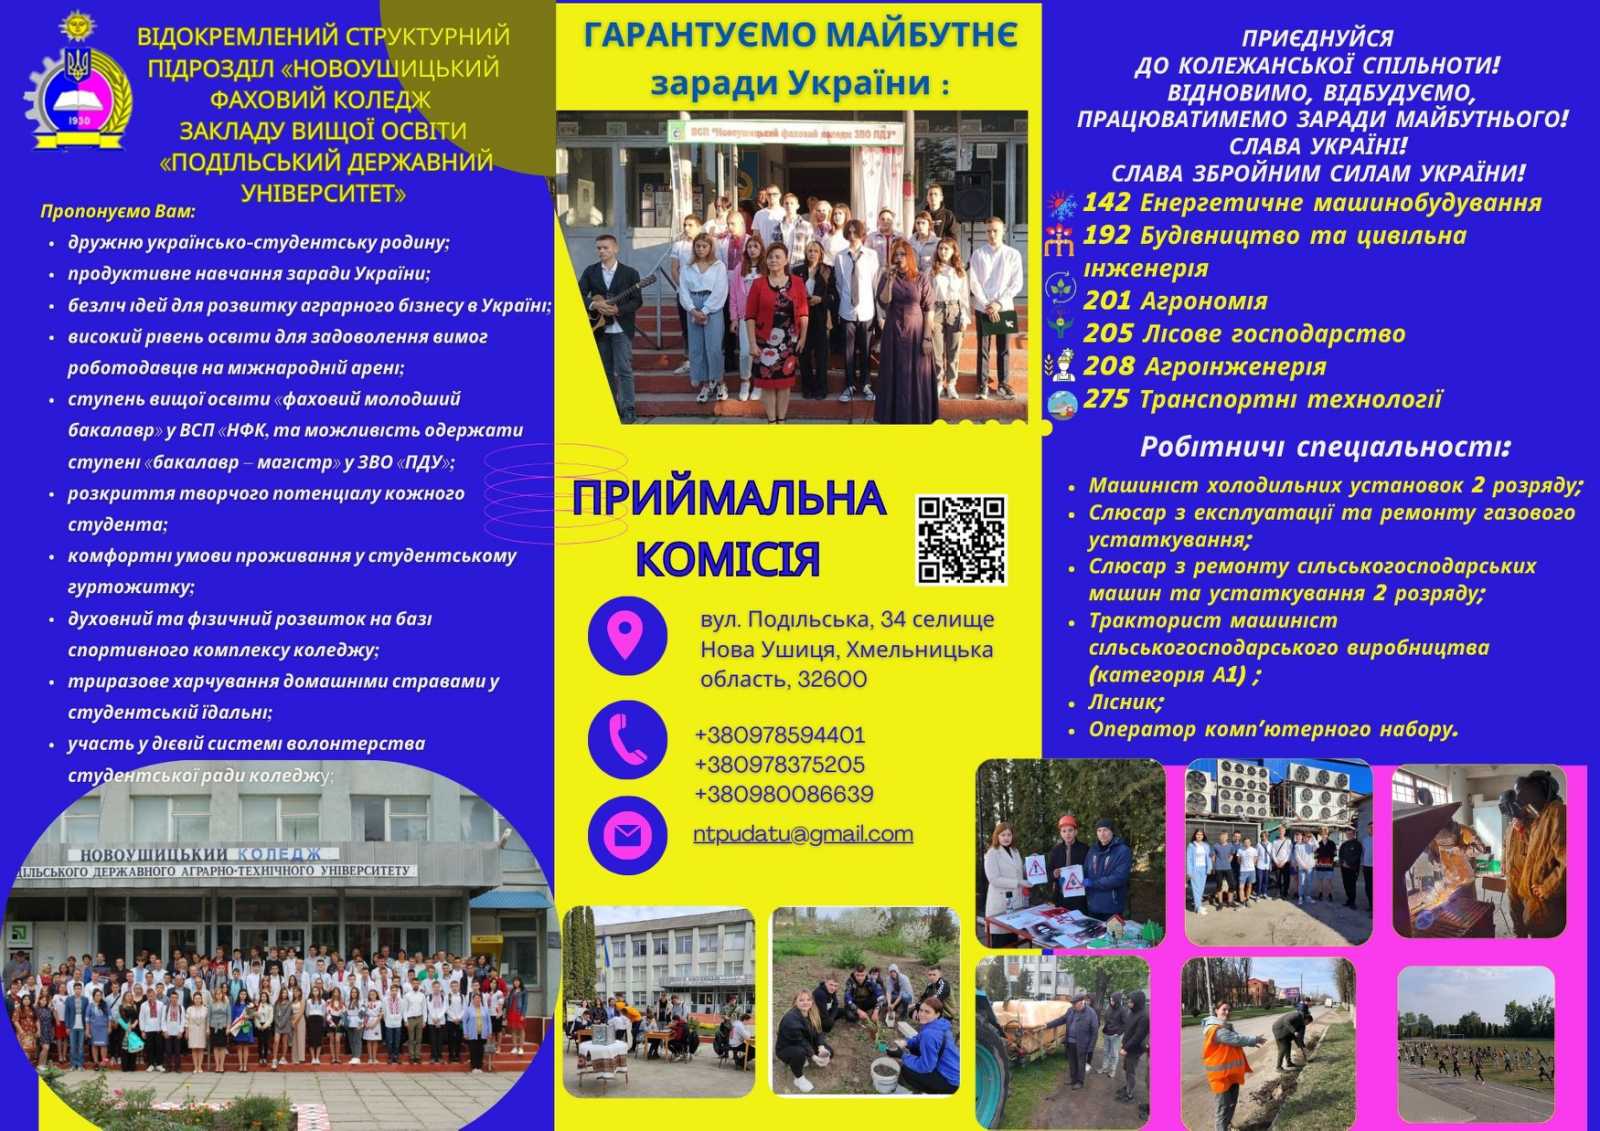 ВІДОКРЕМЛЕНИЙ СТРУКТУРНИЙ
ПІДРОЗДІЛ «НОВОУШИЦЬКИЙ
ФАХОВИЙ КОЛЕДЖ
ЗАКЛАДУ ВИЩОЇ ОСВІТИ
«ПОДІЛЬСЬКИЙ ДЕРЖАВНИЙ
УНІВЕРСИТЕТ»
1930
Пропонуємо Вам:
• дружню українсько-студентську родину;
• продуктивне навчання заради України;
• безліч ідей для розвитку аграрного бізнесу в Україні;
• високий рівень освіти для задоволення вимог
роботодавців на міжнародній арені;
• ступень вищої освіти «фаховий молодший
бакалавр» у ВСП «НФК, та можливість одержати
ступені «бакалавр – магістр» у ЗВО «ПДУ»;
• розкриття творчого потенціалу кожного
студента;
• комфортні умови проживання у студентському
гуртожитку;
• духовний та фізичний розвиток на базі
спортивного комплексу коледжу;
• триразове харчування домашніми стравами у
студентській їдальні;
• участь у дієвій системі волонтерства
студентської ради коледжу;
НОВОУШИЦЬКИЙ КОЛЕДЖ
ДІЛЬСЬКОГО ДЕРЖАВНОГО АГРАРНО-ТЕХНІЧНОГО УНІВЕРСИТЕТУ
ГАРАНТУЄМО МАЙБУТНЄ
заради України :
ВСП "Новоушицький фаховий коледж ЗВО ПДУ"
ПРИЙМАЛЬНА
КОМІСІЯ
вул. Подільська, 34 селище
Нова Ушиця, Хмельницька
область, 32600
+380978594401
+380978375205
+380980086639
ntpudatu@gmail.com
ПРИЄДНУЙСЯ
ДО КОЛЕЖАНСЬКОЇ СПІЛЬНОТИ!
ВІДНОВИМО, ВІДБУДУЄМО,
ПРАЦЮВАТИМЕМО ЗАРАДИ МАЙБУТНЬОГО!
СЛАВА УКРАЇНІ!
СЛАВА ЗБРОЙНИМ СИЛАМ УКРАЇНИ!
142 Енергетичне машинобудування
192 Будівництво та цивільна
інженерія
201 Агрономія
205 Лісове господарство
208 Агроінженерія
275 Транспортні технології
Робітничі спеціальності:
• Машиніст холодильних установок 2 розряду;
• Слюсар з експлуатації та ремонту газового
устаткування;
• Слюсар з ремонту сільськогосподарських
машин та устаткування 2 розряду;
• Тракторист машиніст
сільськогосподарського виробництва
(категорія А1) ;
• Лісник;
• Оператор комп'ютерного набору.